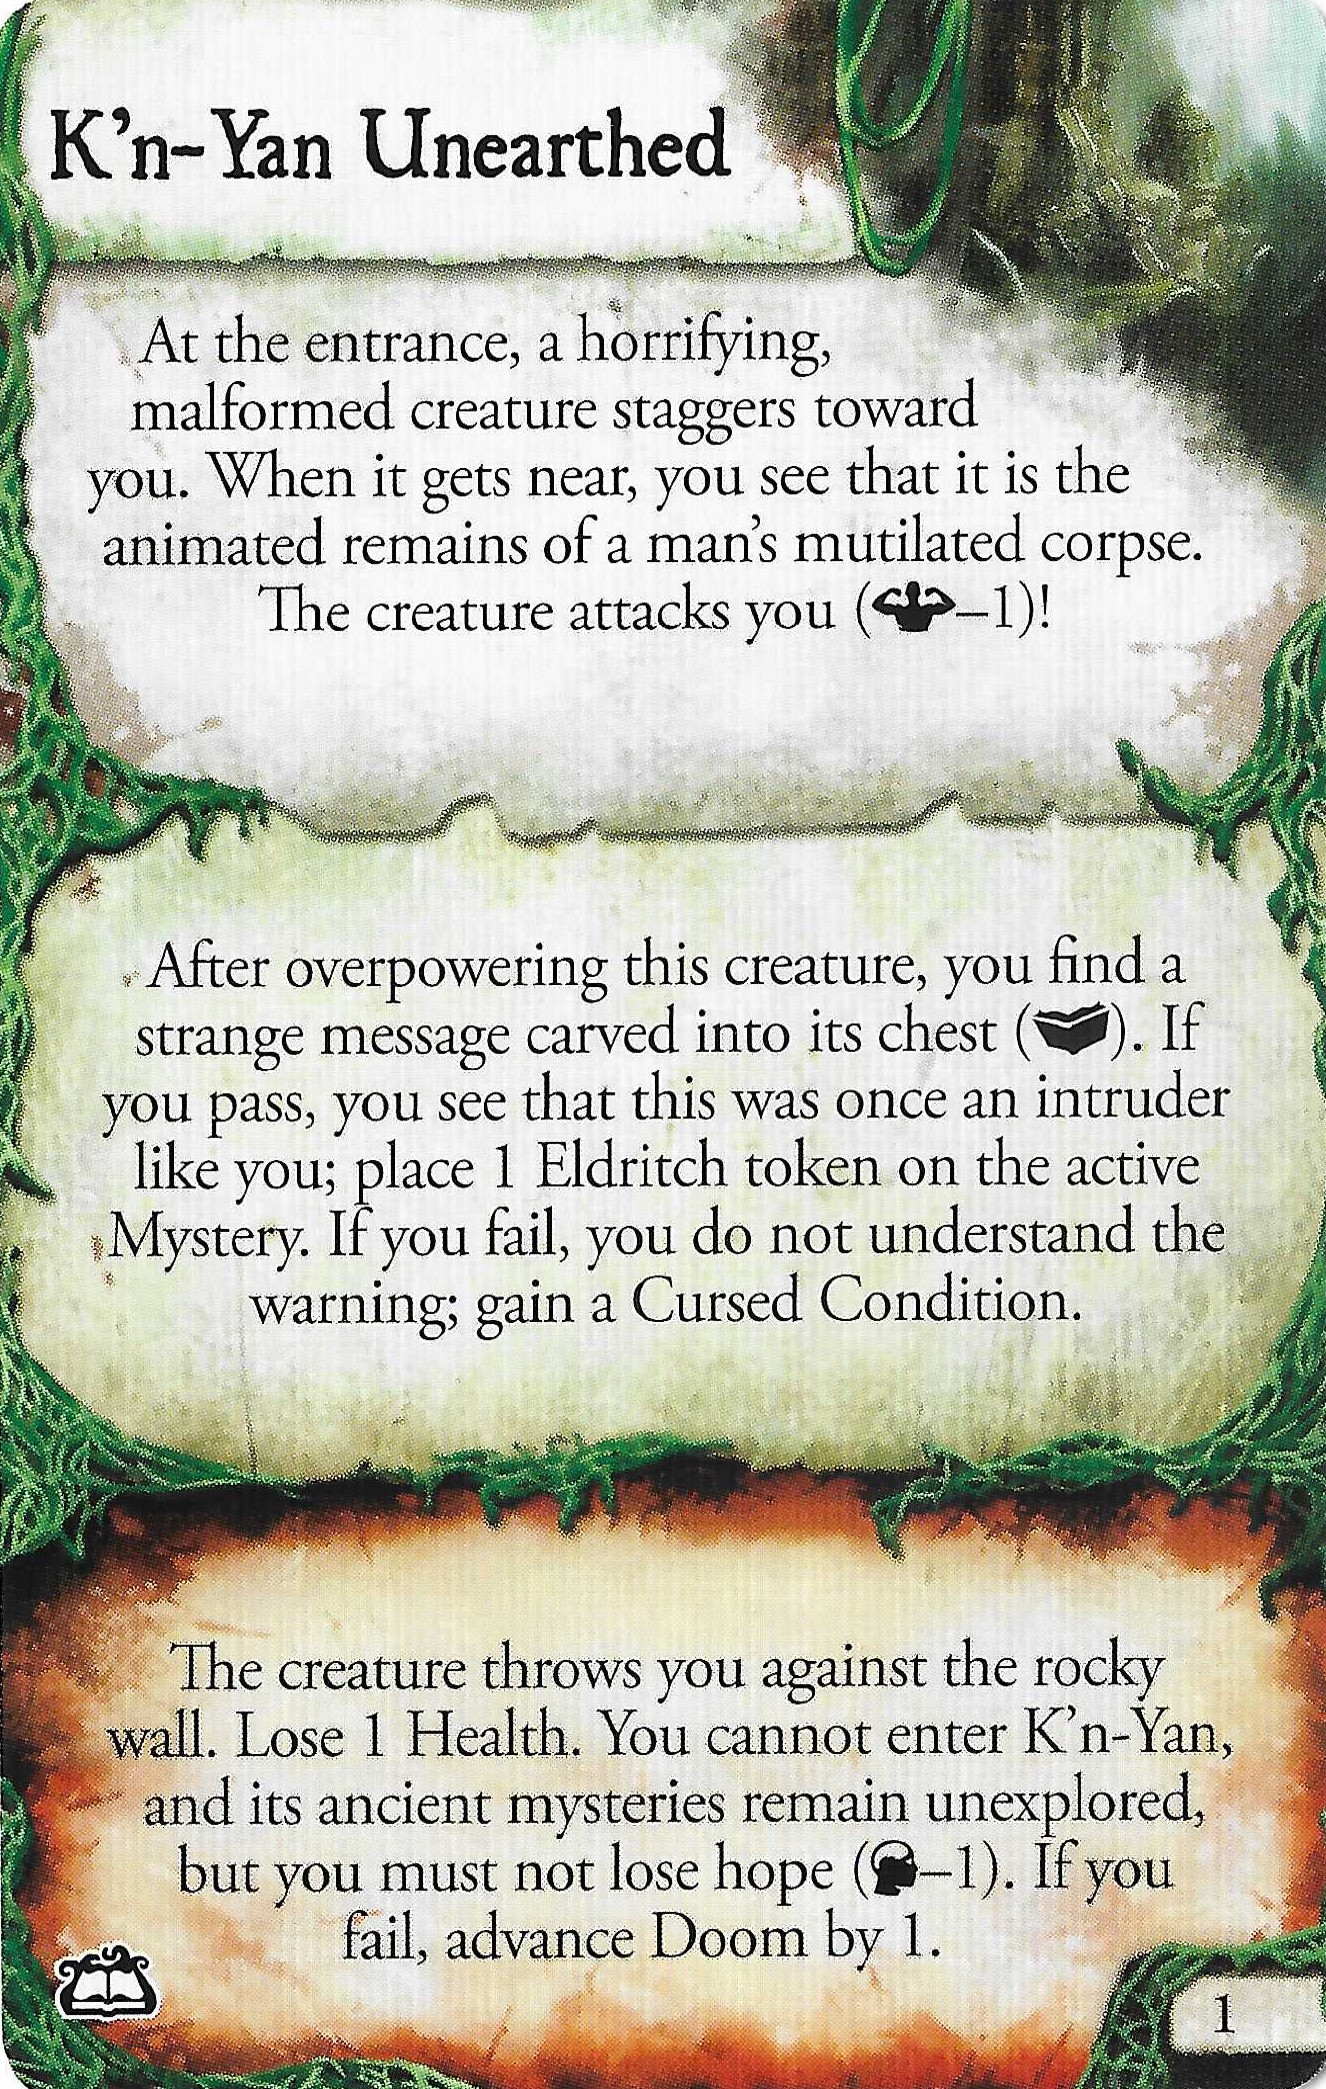 K'n-Yan Unearthed
At the entrance, a horrifying,
malformed creature staggers toward
you. When it gets near, you see that it is the
animated remains of a man's mutilated corpse.
The creature attacks you (–1)!
After overpowering this creature, you find a
strange message carved into its chest (). If
you pass, you see that this was once an intruder
like you; place 1 Eldritch token on the active
Mystery. If you fail, you do not understand the
warning; gain a Cursed Condition.
The creature throws you against the rocky
wall. Lose 1 Health. You cannot enter K'n-Yan,
and its ancient mysteries remain unexplored,
but you must not lose hope (–1). If you
fail, advance Doom by 1.
1